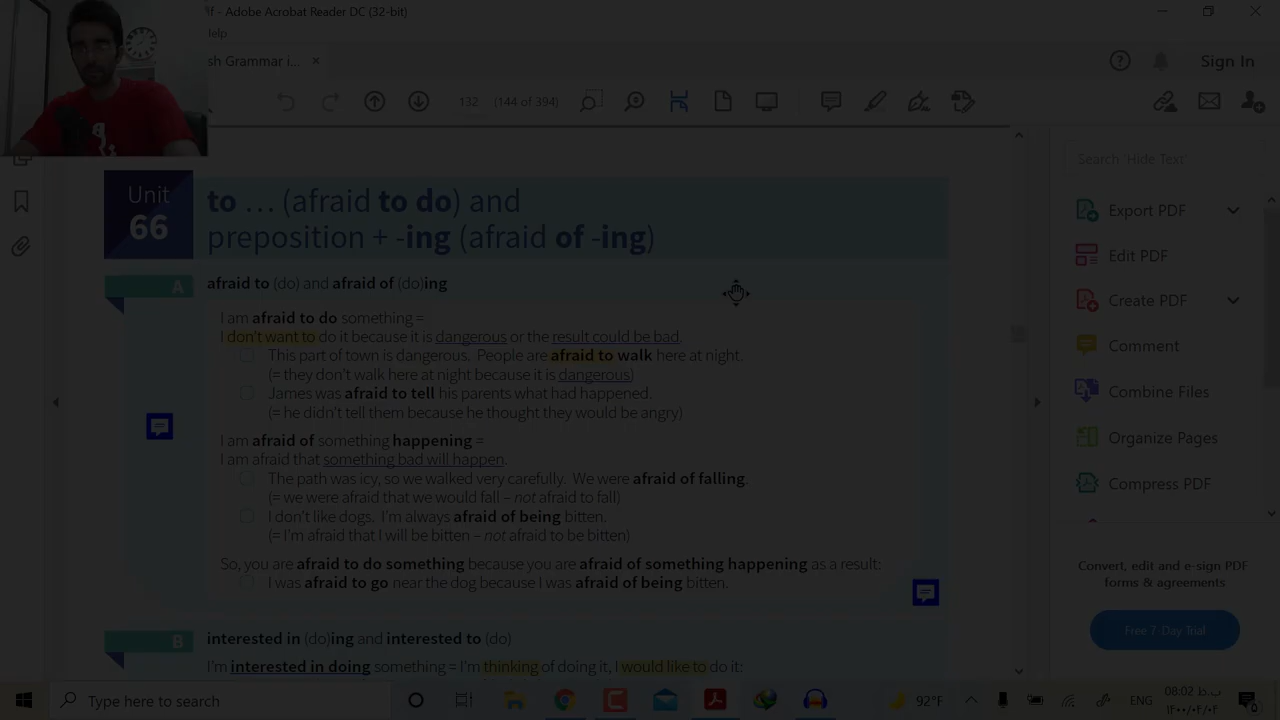 lf - Adobe Acrobat Reader DC (32-bit)
Help
sh Grammar i... ×
132 (144 of 394)
Sign In
Search 'Hide Text'
Unit
66
to … (afraid to do) and
preposition + -ing (afraid of -ing)
A afraid to (do) and afraid of (do)ing
I am afraid to do something =
I don't want to do it because it is dangerous or the result could be bad.
This part of town is dangerous. People are afraid to walk here at night.
(= they don't walk here at night because it is dangerous)
James was afraid to tell his parents what had happened.
(= he didn't tell them because he thought they would be angry)
I am afraid of something happening =
I am afraid that something bad will happen.
The path was icy, so we walked very carefully. We were afraid of falling.
(= we were afraid that we would fall – not afraid to fall)
I don't like dogs. I'm always afraid of being bitten.
(= I'm afraid that I will be bitten – not afraid to be bitten)
So, you are afraid to do something because you are afraid of something happening as a result:
I was afraid to go near the dog because I was afraid of being bitten.
B interested in (do)ing and interested to (do)
I'm interested in doing something = I'm thinking of doing it, I would like to do it:
Export PDF
Edit PDF
Create PDF
Comment
Combine Files
Organize Pages
Compress PDF
Convert, edit and e-sign PDF
forms & agreements
Free 7-Day Trial
Type here to search
92°F
ENG
08:02 ب.ظ
۱۴۰۰/۰۴/۰۴